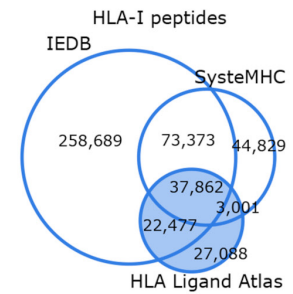 HLA-I peptides
IEDB
SysteMHC
258,689
73,373
44,829
37,862
3,001
22,477
27,088
HLA Ligand Atlas